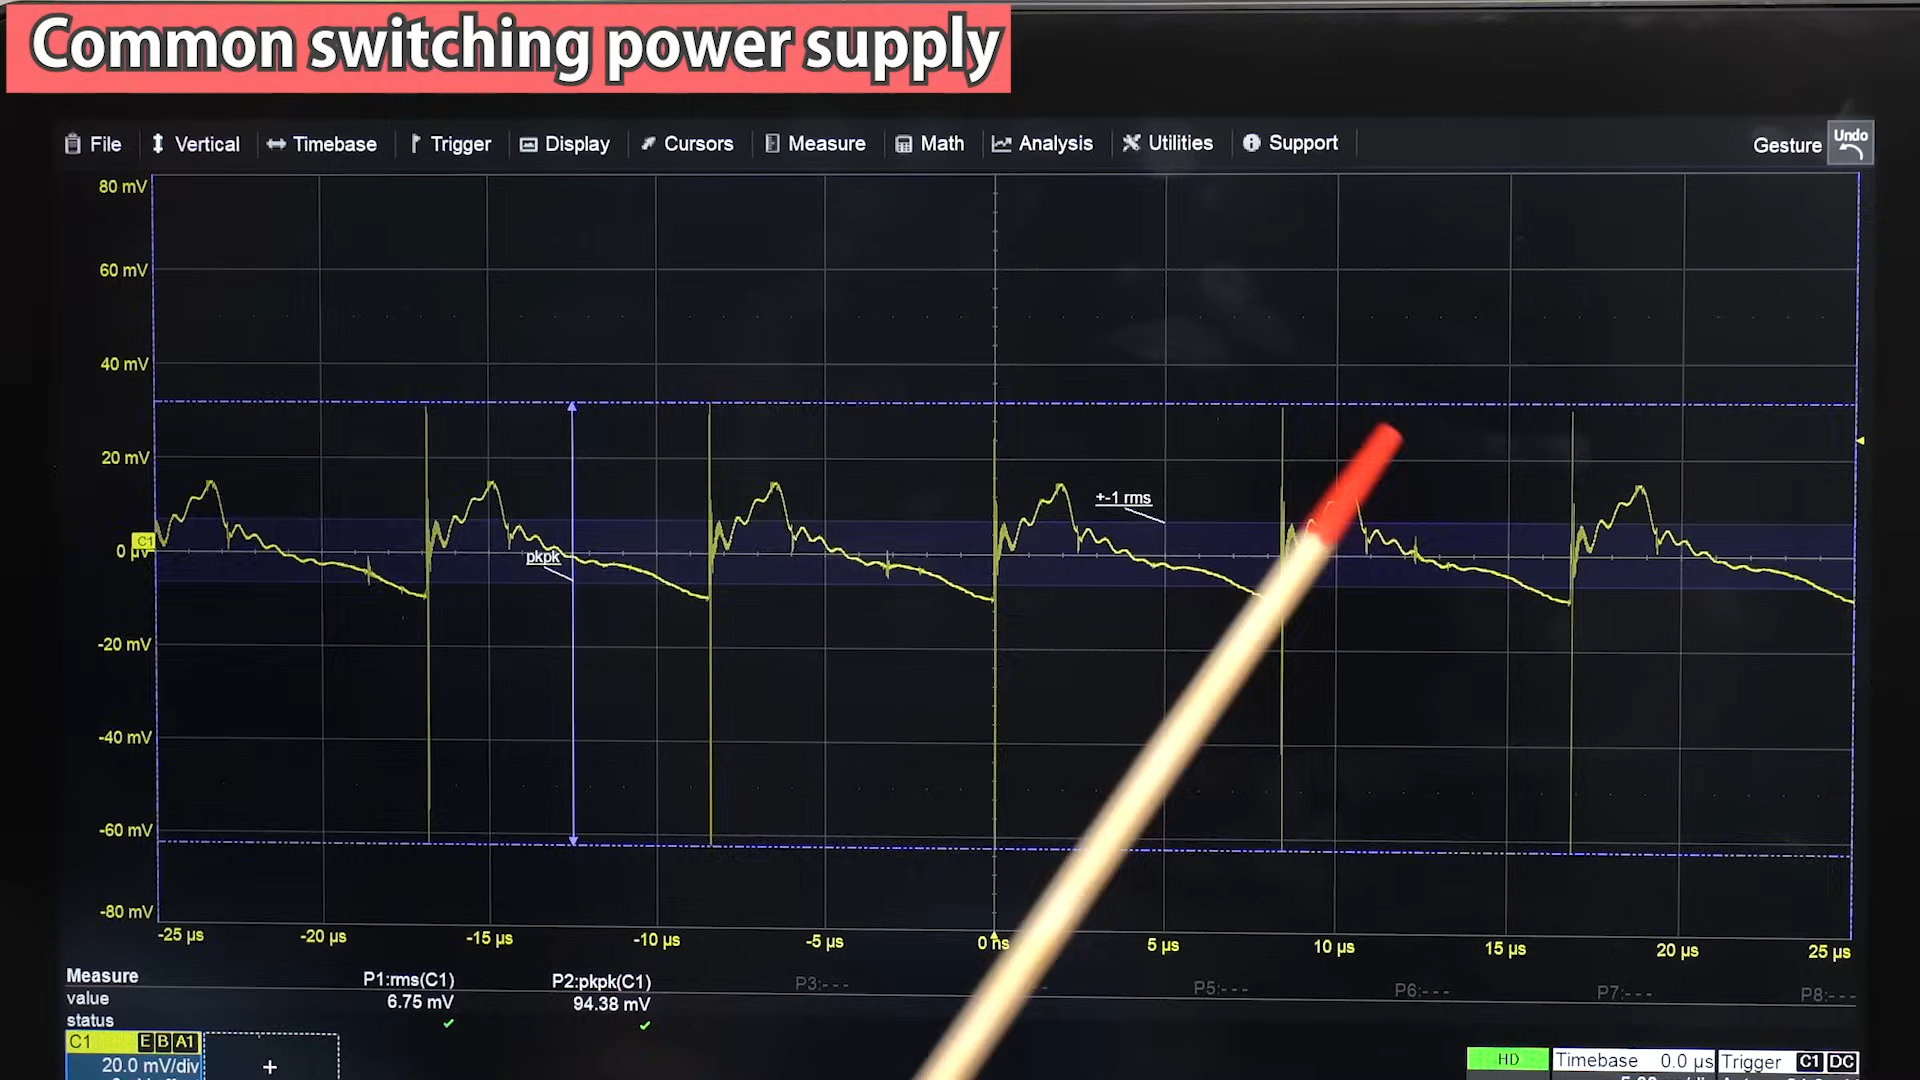 Common switching power supply
File Vertical Timebase Trigger Display Cursors Measure Math Analysis Utilities Support Gesture Undo
80 mV
60 mV
40 mV
20 mV
+-1 rms
C1
0 µV
pkpk
-20 mV
-40 mV
-60 mV
-80 mV
-25 µs -20 µs -15 µs -10 µs -5 µs 0 ns 5 µs 10 µs 15 µs 20 µs 25 µs
Measure P1:rms(C1) P2:pkpk(C1) P3:--- P5:--- P6:--- P7:--- P8:---
value 6.75 mV 94.38 mV
status
C1 E B A1
20.0 mV/div +
HD Timebase 0.0 µs Trigger C1 DC